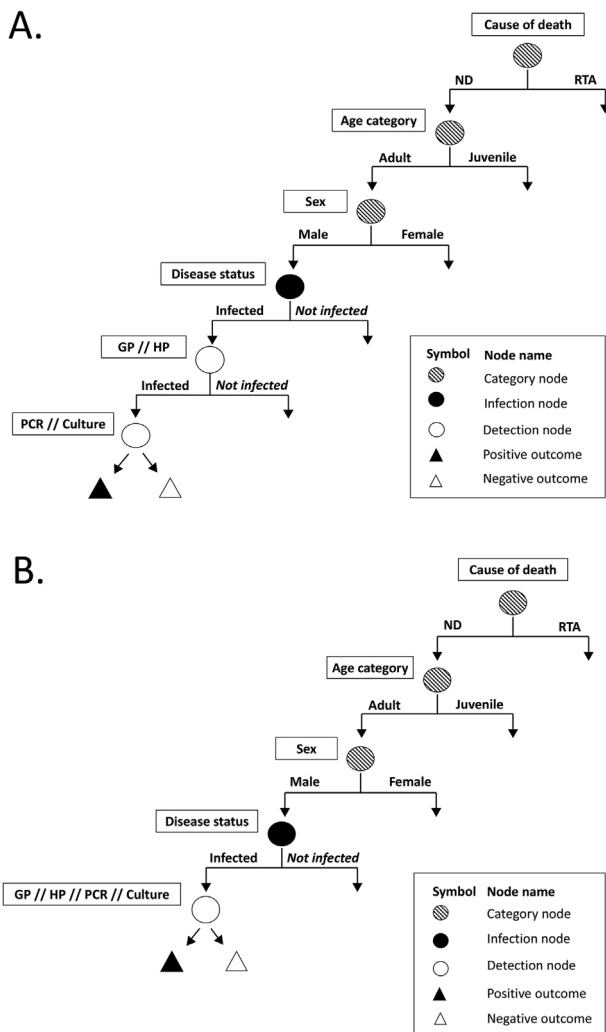 A.
Cause of death
ND RTA
Age category
Adult Juvenile
Sex
Male Female
Disease status
Infected Not infected
GP // HP
Infected Not infected
PCR // Culture
Symbol Node name
Category node
Infection node
Detection node
Positive outcome
Negative outcome
B.
Cause of death
ND RTA
Age category
Adult Juvenile
Sex
Male Female
Disease status
Infected Not infected
GP // HP // PCR // Culture
Symbol Node name
Category node
Infection node
Detection node
Positive outcome
Negative outcome